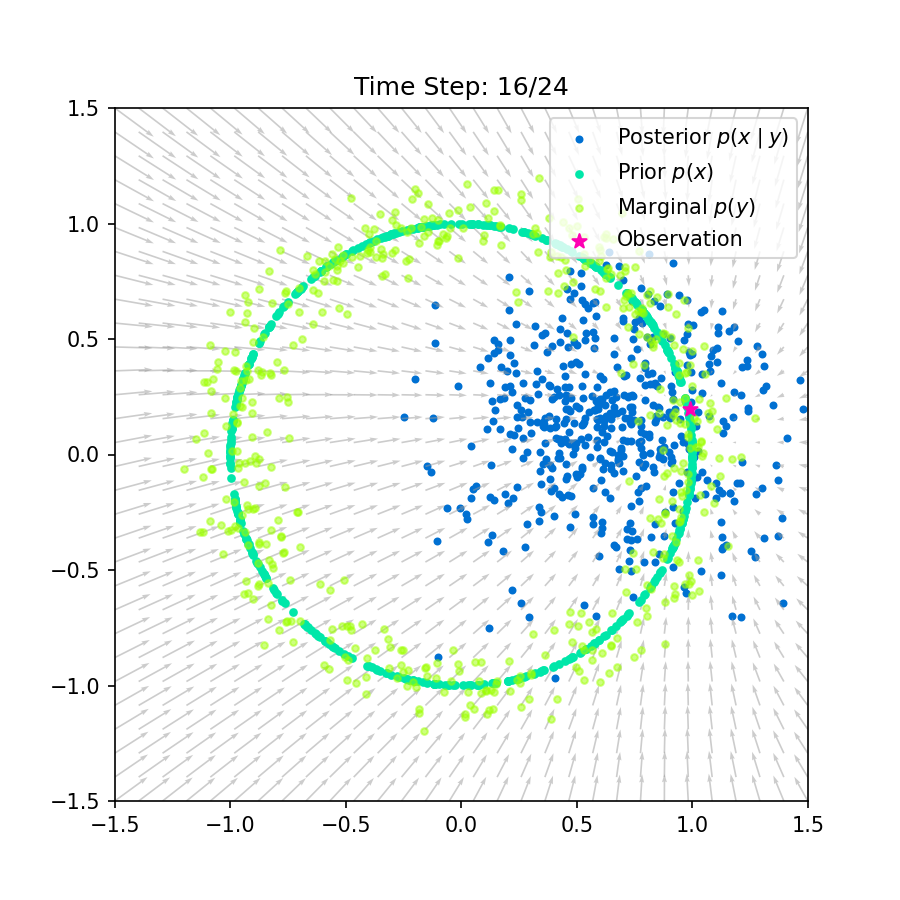 Time Step: 16/24
Posterior p(x | y)
Prior p(x)
Marginal p(y)
Observation
1.5
1.0
0.5
0.0
−0.5
−1.0
−1.5
−1.5 −1.0 −0.5 0.0 0.5 1.0 1.5